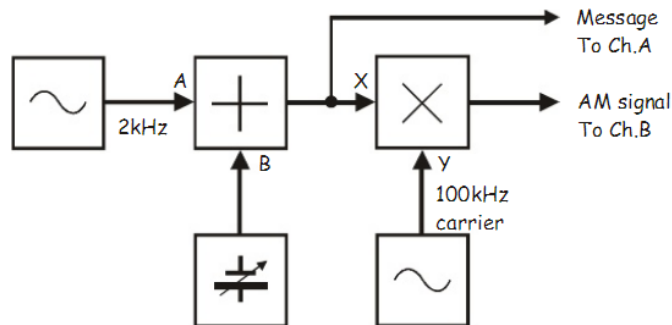 Message
To Ch.A
A
X
2kHz
AM signal
To Ch.B
B
Y
100kHz
carrier